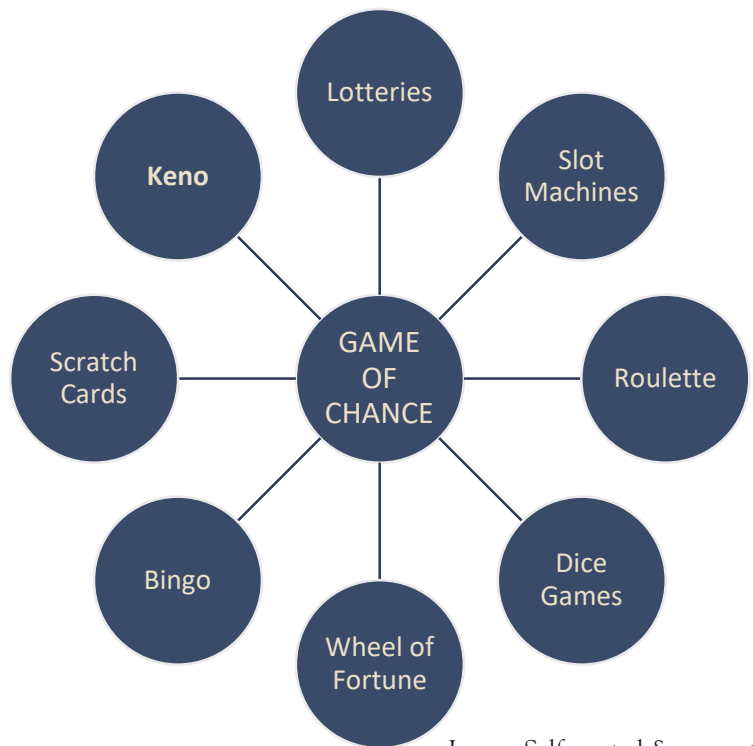 Lotteries
Slot
Machines
Keno
GAME
OF
CHANCE
Scratch
Cards
Roulette
Bingo
Dice
Games
Wheel of
Fortune